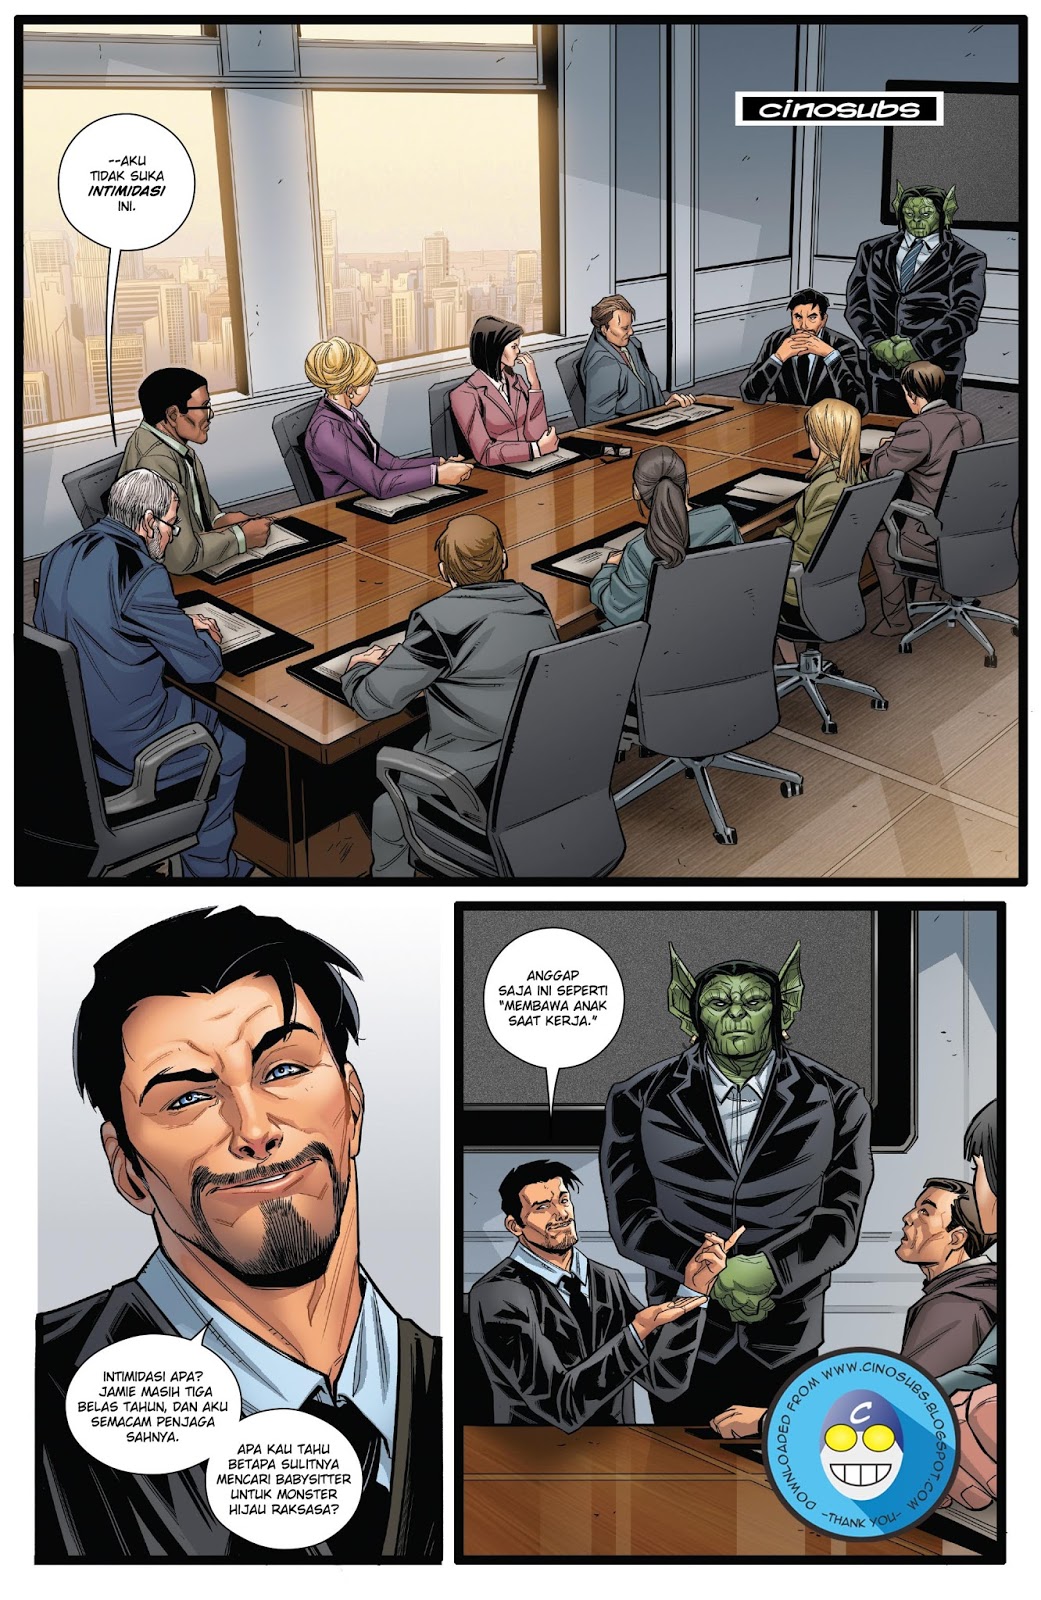 cinosubs
--AKU
TIDAK SUKA
INTIMIDASI
INI.
INTIMIDASI APA?
JAMIE MASIH TIGA
BELAS TAHUN, DAN AKU
SEMACAM PENJAGA
SAHNYA.
APA KAU TAHU
BETAPA SULITNYA
MENCARI BABYSITTER
UNTUK MONSTER
HIJAU RAKSASA?
ANGGAP
SAJA INI SEPERTI
"MEMBAWA ANAK
SAAT KERJA."
DOWNLOADED FROM WWW.CINOSUBS.BLOGSPOT.COM
C
-THANK YOU-